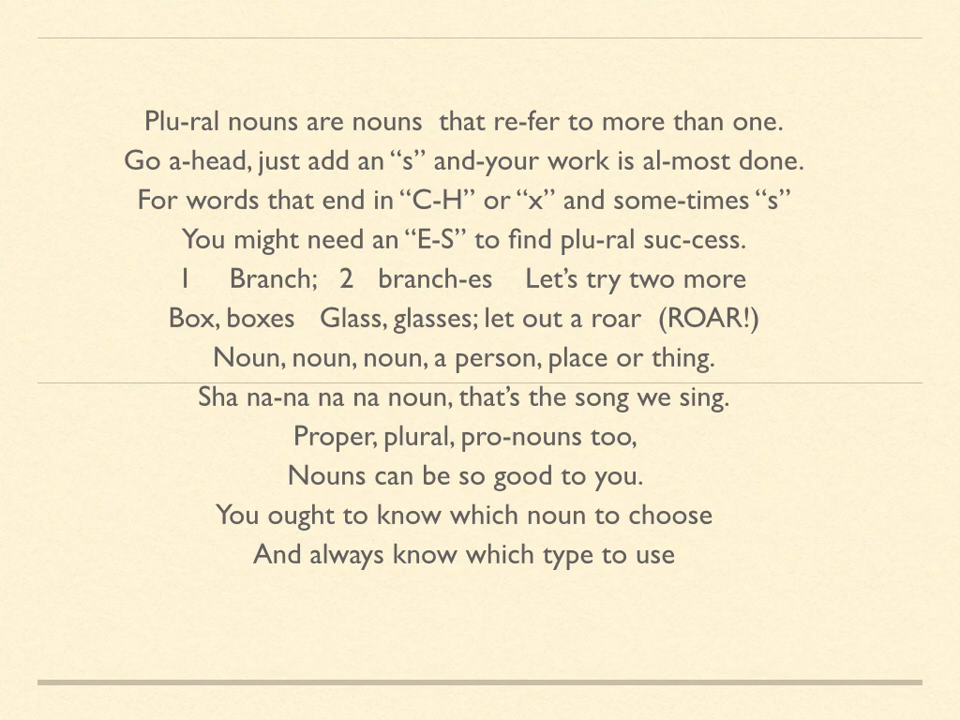 Plu-ral nouns are nouns  that re-fer to more than one.
Go a-head, just add an “s” and-your work is al-most done.
For words that end in “C-H” or “x” and some-times “s”
You might need an “E-S” to find plu-ral suc-cess.
1     Branch;   2   branch-es    Let’s try two more
Box, boxes   Glass, glasses; let out a roar  (ROAR!)
Noun, noun, noun, a person, place or thing.
Sha na-na na na noun, that’s the song we sing.
Proper, plural, pro-nouns too,
Nouns can be so good to you.
You ought to know which noun to choose
And always know which type to use